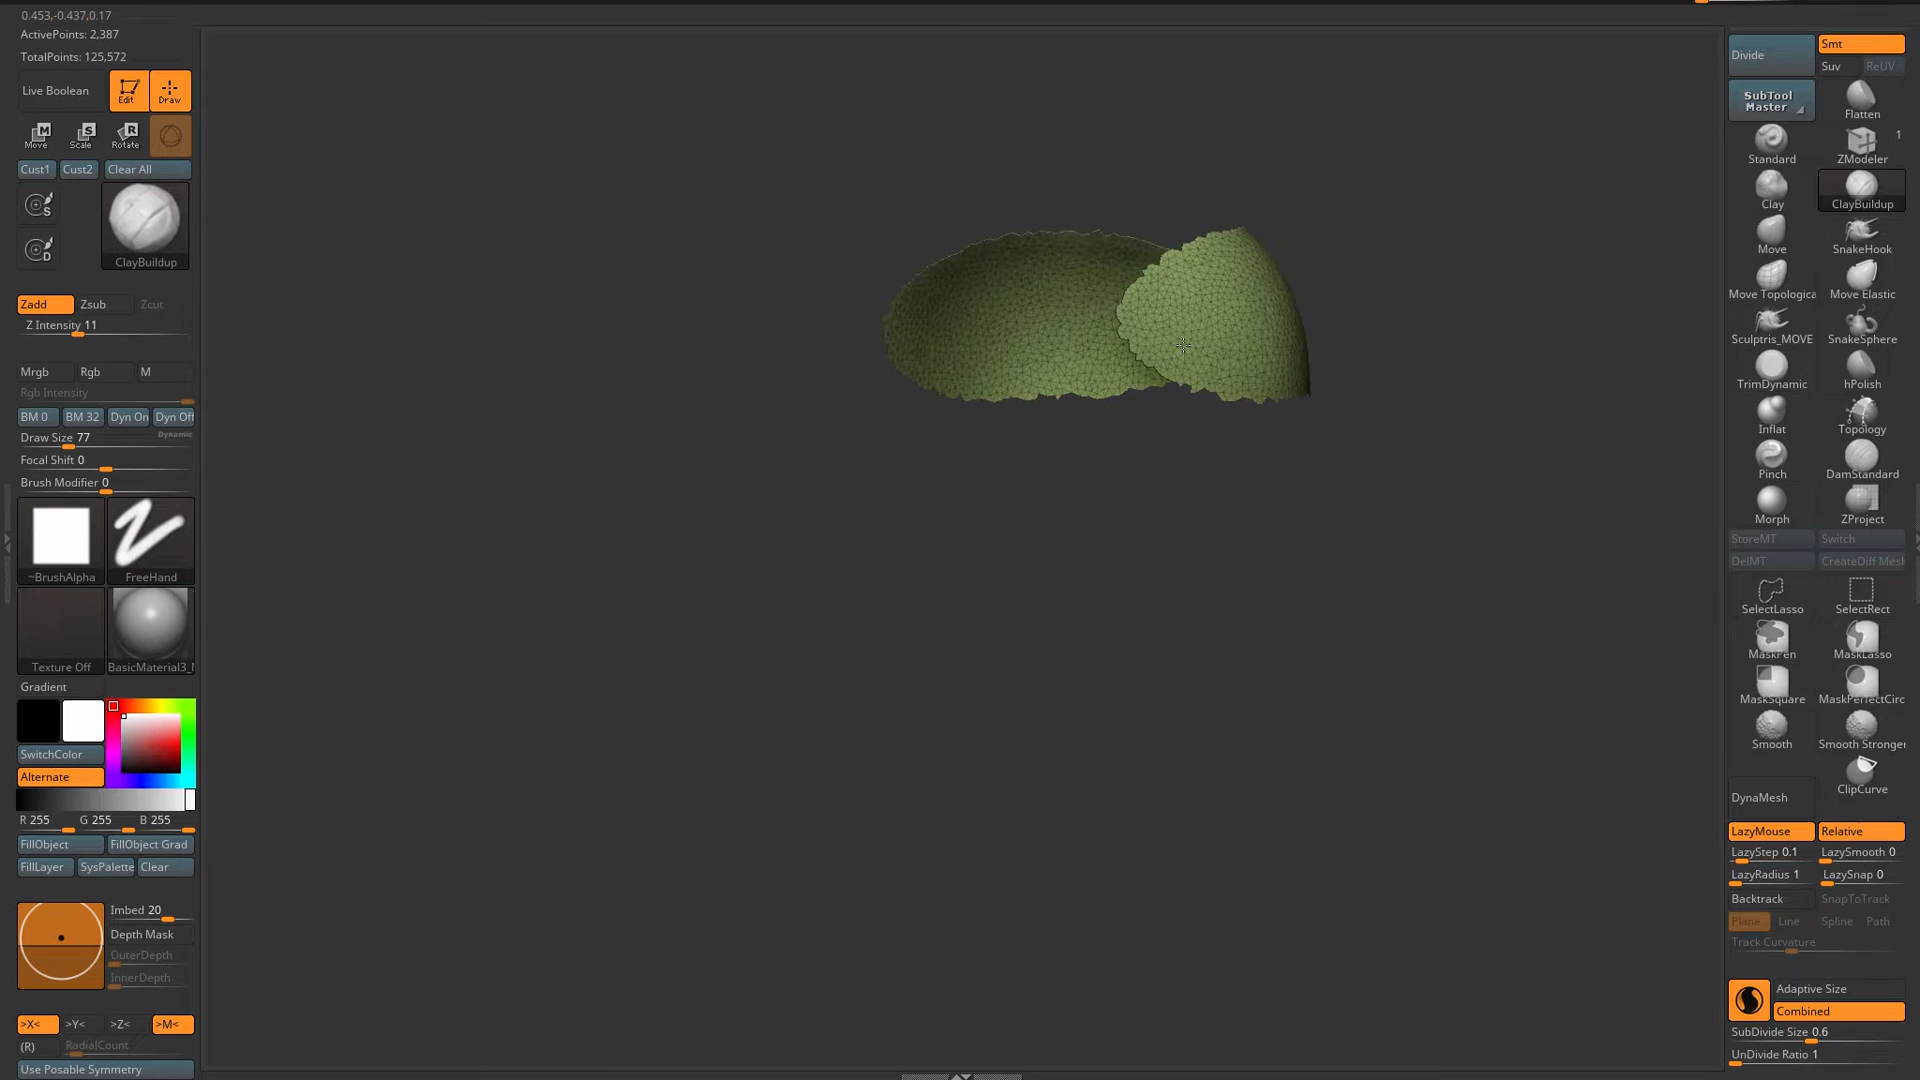 0.453,-0.437,0.17
ActivePoints: 2,387
TotalPoints: 125,572
Live Boolean
Edit
Draw
M
Move
S
Scale
R
Rotate
Cust1
Cust2
Clear All
S
D
ClayBuildup
Zadd
Zsub
Zcut
Z Intensity 11
Mrgb
Rgb
M
Rgb Intensity
BM 0
BM 32
Dyn On
Dyn Off
Draw Size 77
Dynamic
Focal Shift 0
Brush Modifier 0
~BrushAlpha
FreeHand
Texture Off
BasicMaterial3_
Gradient
SwitchColor
Alternate
R 255
G 255
B 255
FillObject
FillObject Grad
FillLayer
SysPalette
Clear
Imbed 20
Depth Mask
OuterDepth
InnerDepth
>X<
>Y<
>Z<
>M<
(R)
RadialCount
Use Posable Symmetry
Divide
Smt
Suv
ReUV
SubTool
Master
Flatten
Standard
1
ZModeler
Clay
ClayBuildup
Move
SnakeHook
Move Topologica
Move Elastic
Sculptris_MOVE
SnakeSphere
TrimDynamic
hPolish
Inflat
Topology
Pinch
DamStandard
Morph
ZProject
StoreMT
Switch
DelMT
CreateDiff Mesh
SelectLasso
SelectRect
MaskPen
MaskLasso
MaskSquare
MaskPerfectCirc
Smooth
Smooth Stronger
ClipCurve
DynaMesh
LazyMouse
Relative
LazyStep 0.1
LazySmooth 0
LazyRadius 1
LazySnap 0
Backtrack
SnapToTrack
Plane
Line
Spline
Path
Track Curvature
Adaptive Size
Combined
SubDivide Size 0.6
UnDivide Ratio 1